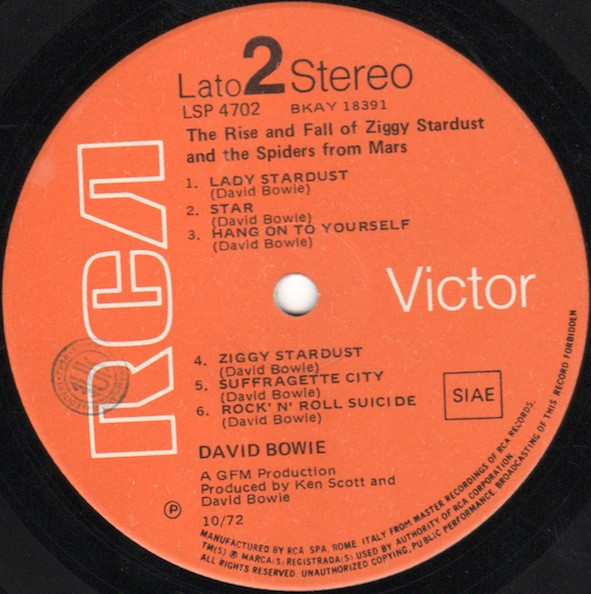 Lato 2 Stereo
LSP 4702 BKAY 18391
The Rise and Fall of Ziggy Stardust
and the Spiders from Mars
1. LADY STARDUST
(David Bowie)
2. STAR
(David Bowie)
3. HANG ON TO YOURSELF
(David Bowie)
RCA
Victor
4. ZIGGY STARDUST
(David Bowie)
5. SUFFRAGETTE CITY
(David Bowie)
6. ROCK' N' ROLL SUICIDE
(David Bowie)
SIAE
DAVID BOWIE
A GFM Production
Produced by Ken Scott and
David Bowie
Ⓟ
10/72
MANUFACTURED BY RCA SPA, ROME, ITALY FROM MASTER RECORDINGS OF RCA RECORDS.
TM(S) ® MARCA(S) REGISTRADA(S) USED BY AUTHORITY OF RCA CORPORATION.
ALL RIGHTS RESERVED. UNAUTHORIZED COPYING, PUBLIC PERFORMANCE, BROADCASTING OF THIS RECORD FORBIDDEN